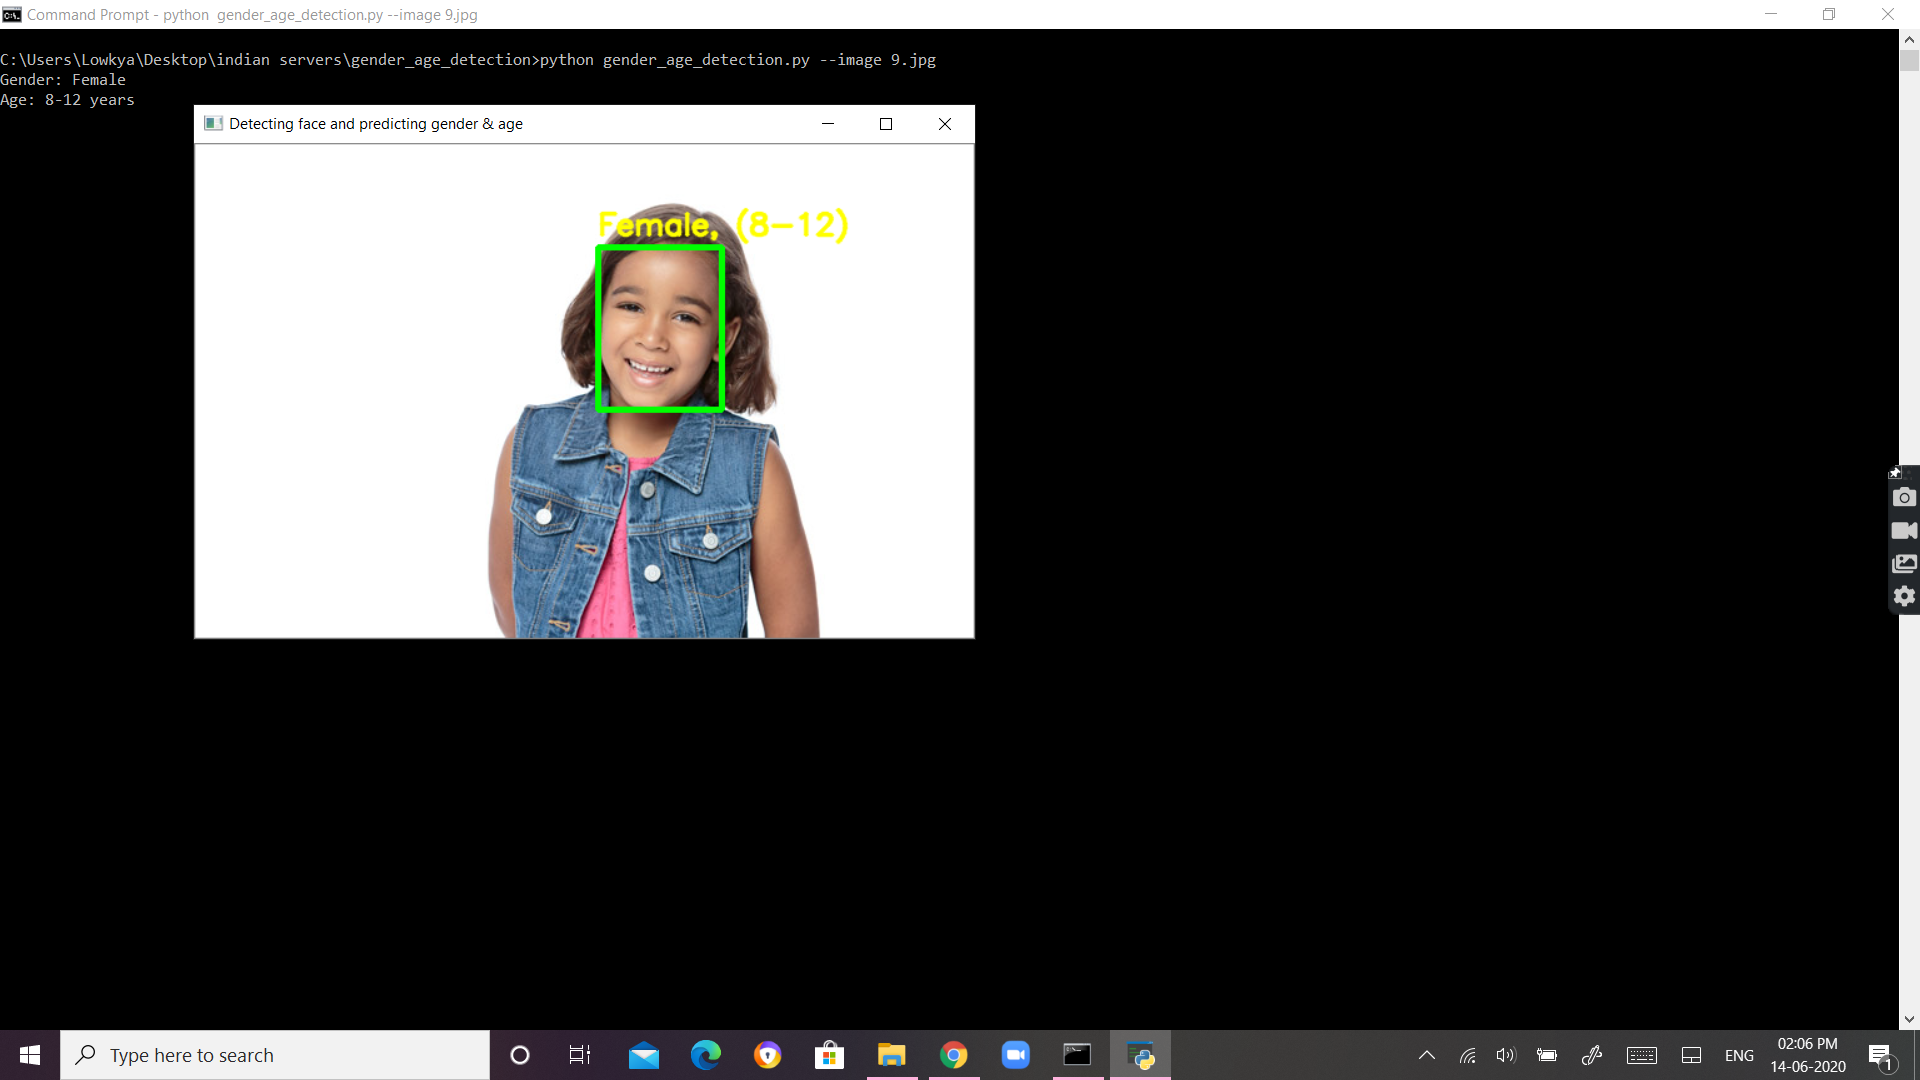 Command Prompt - python  gender_age_detection.py --image 9.jpg
C:\Users\Lowkya\Desktop\indian servers\gender_age_detection>python gender_age_detection.py --image 9.jpg
Gender: Female
Age: 8-12 years
Detecting face and predicting gender & age
Female, (8-12)
Type here to search
ENG
02:06 PM
14-06-2020
1